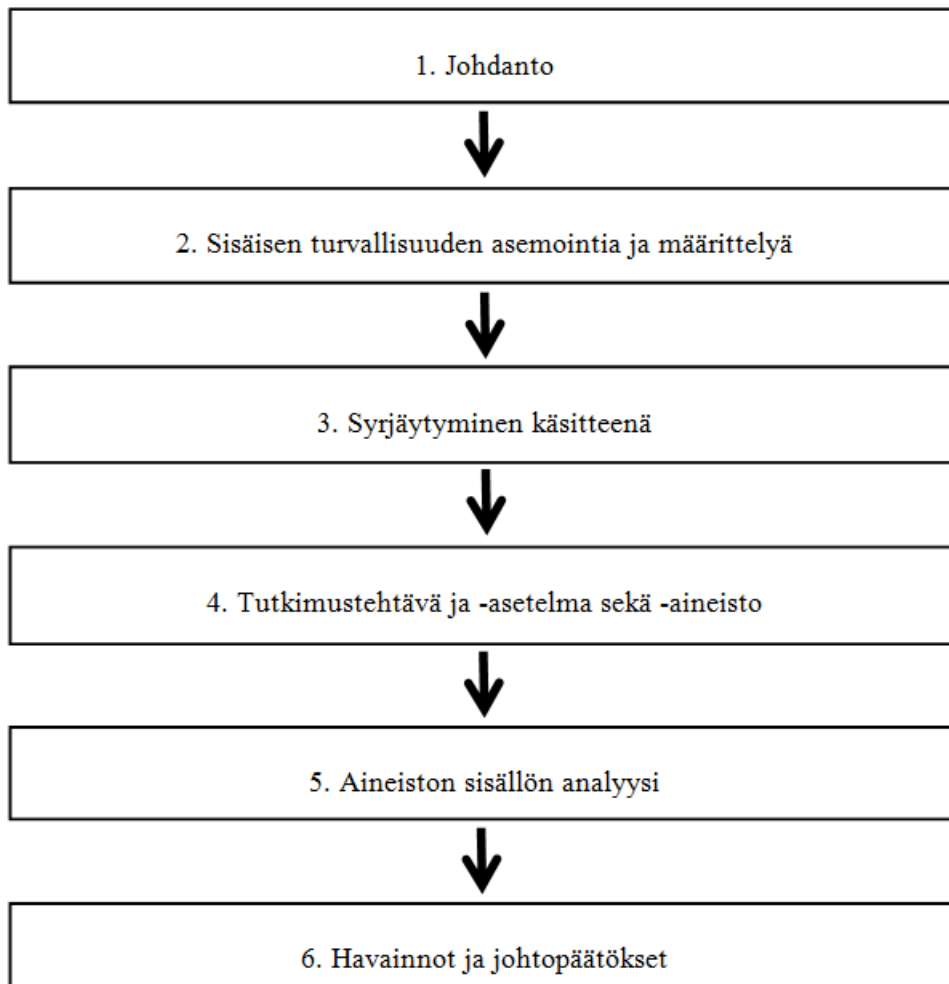 1. Johdanto
2. Sisäisen turvallisuuden asemointia ja määrittelyä
3. Syrjäytyminen käsitteenä
4. Tutkimustehtävä ja -asetelma sekä -aineisto
5. Aineiston sisällön analyysi
6. Havainnot ja johtopäätökset